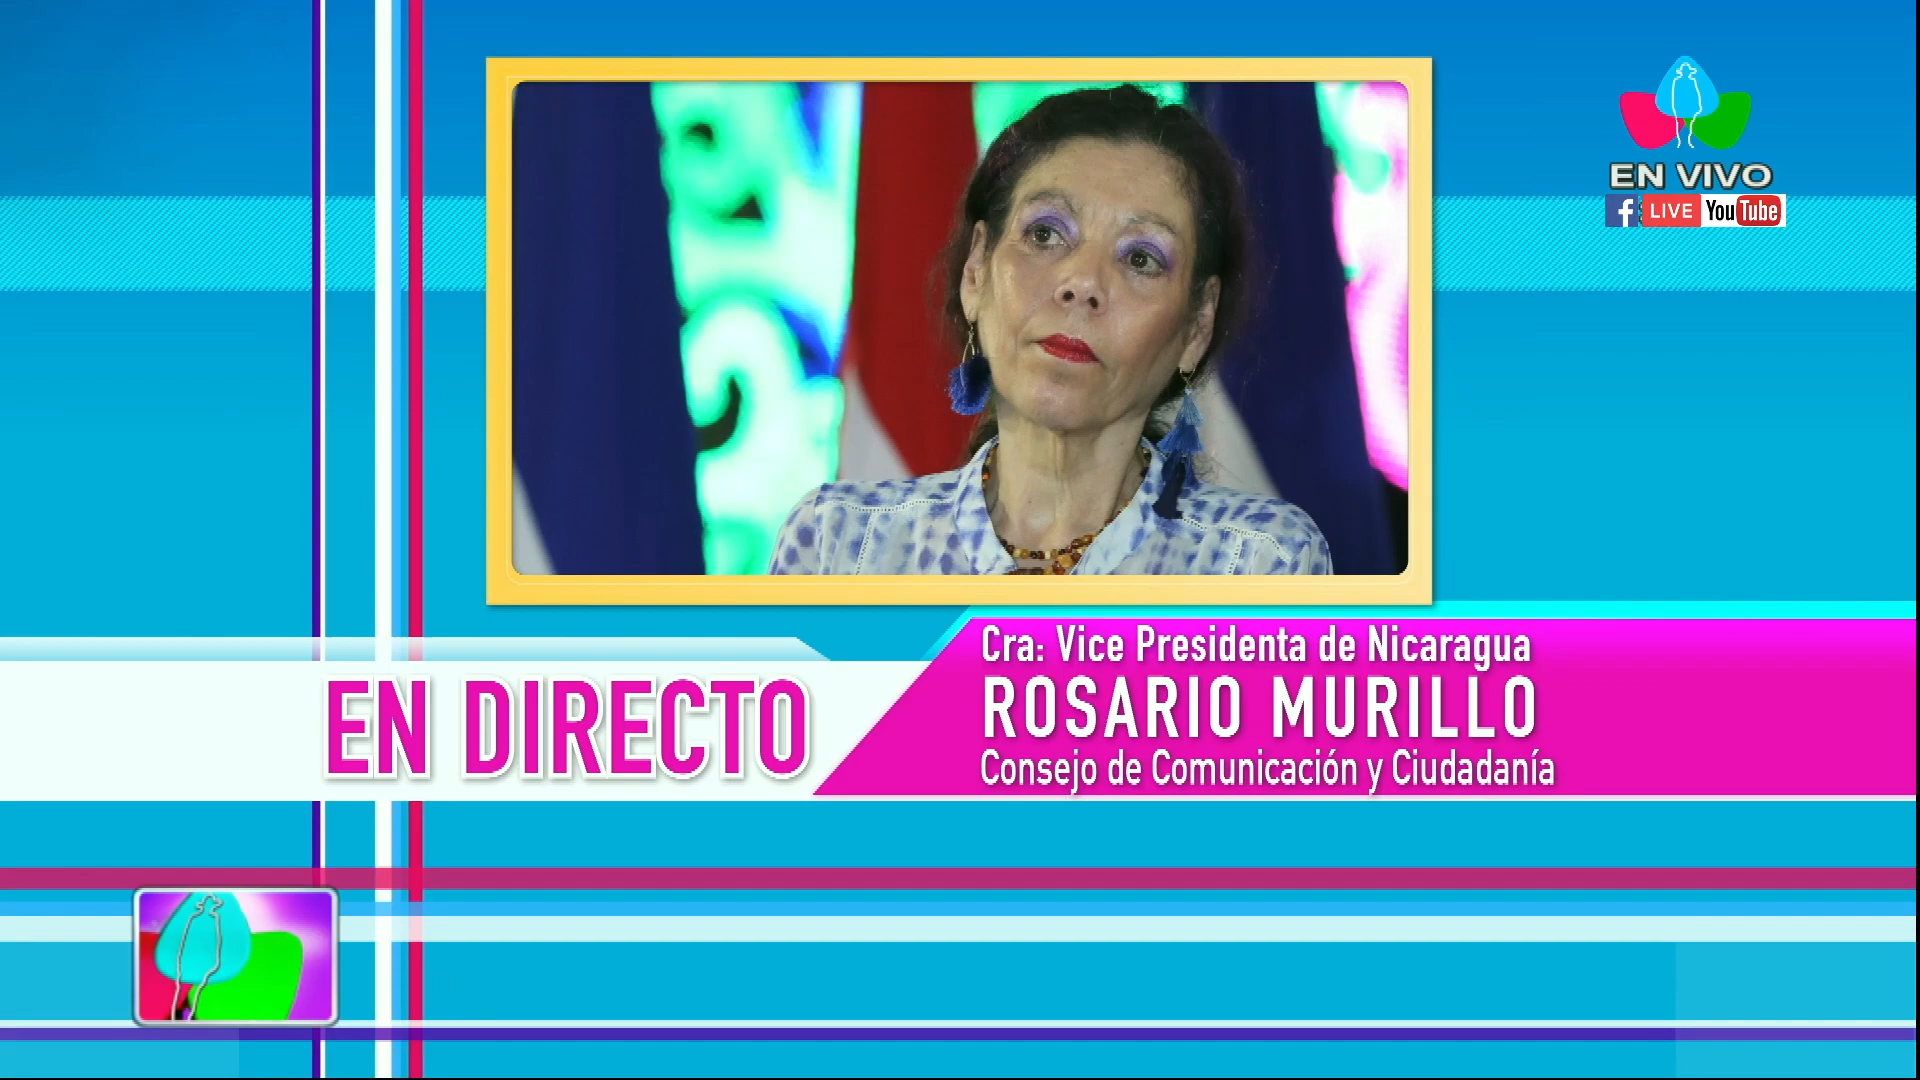 EN VIVO
f LIVE YouTube
Cra: Vice Presidenta de Nicaragua
ROSARIO MURILLO
Consejo de Comunicación y Ciudadanía
EN DIRECTO